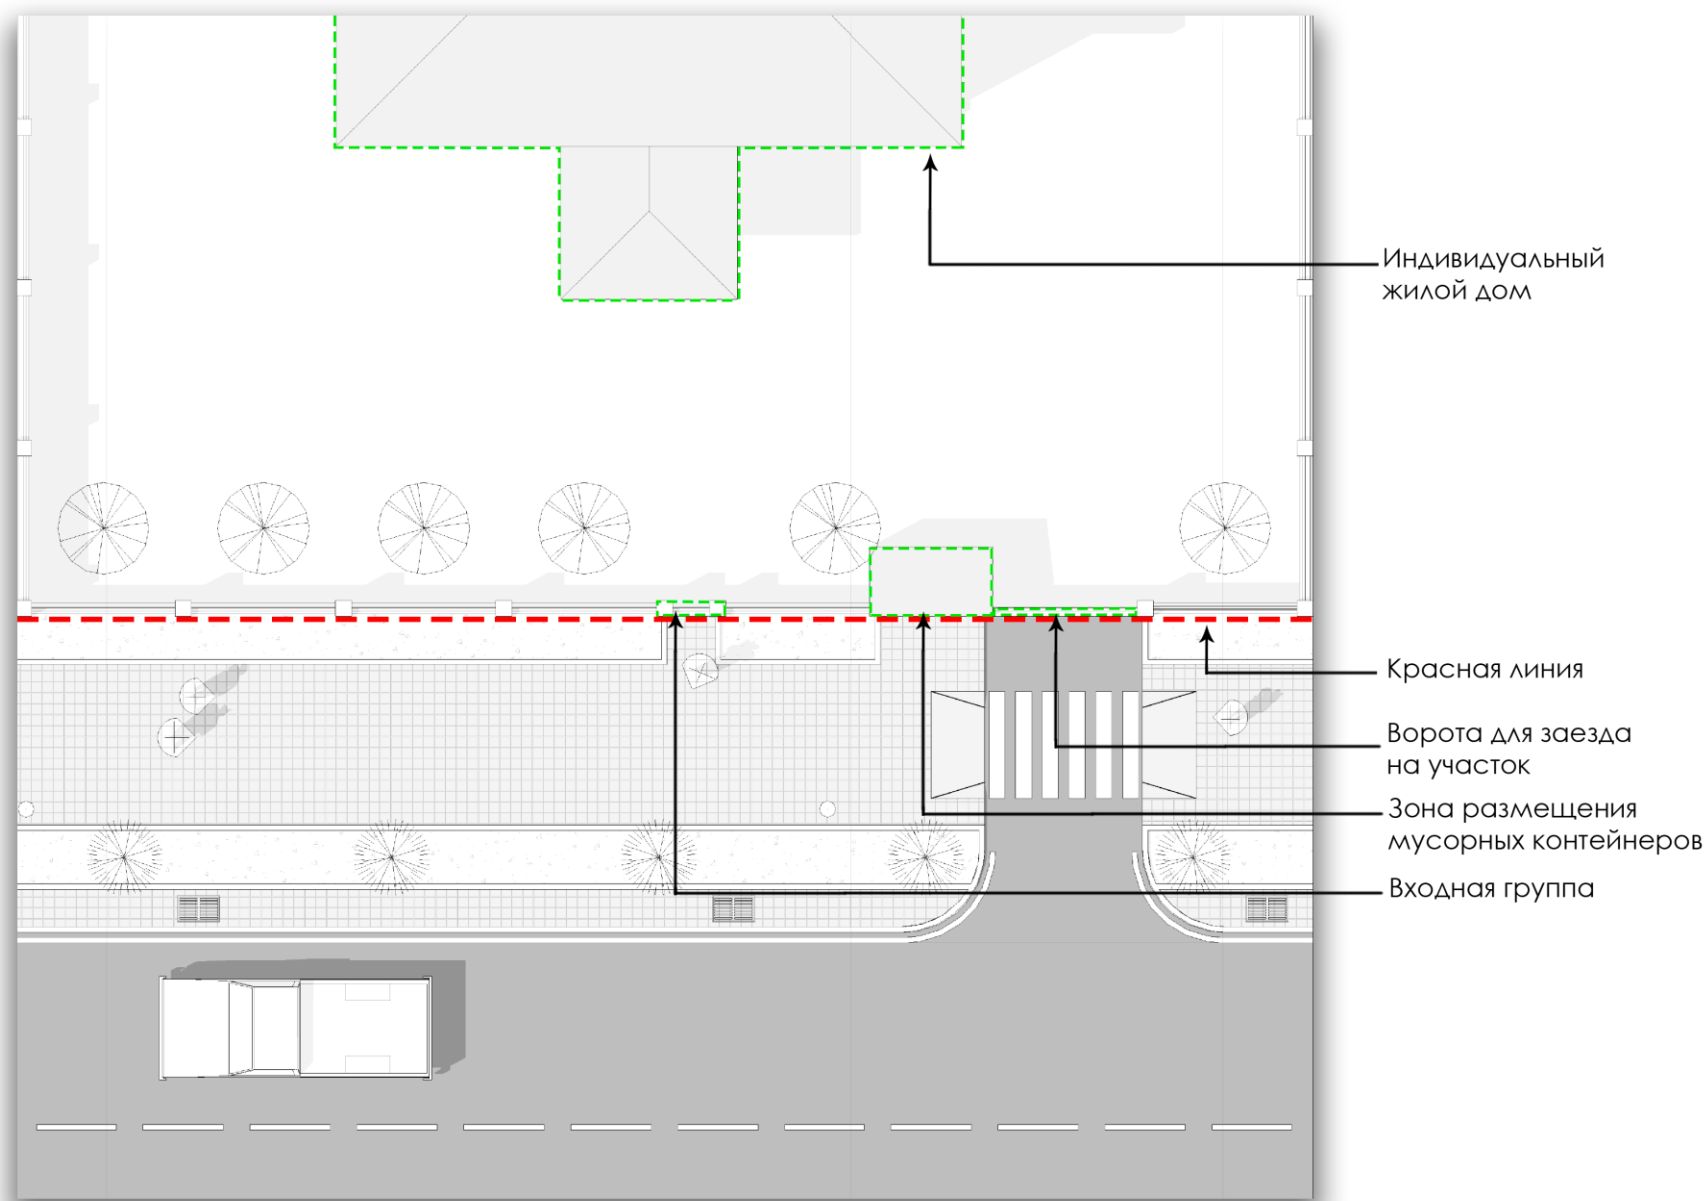 Индивидуальный
жилой дом
Красная линия
Ворота для заезда
на участок
Зона размещения
мусорных контейнеров
Входная группа